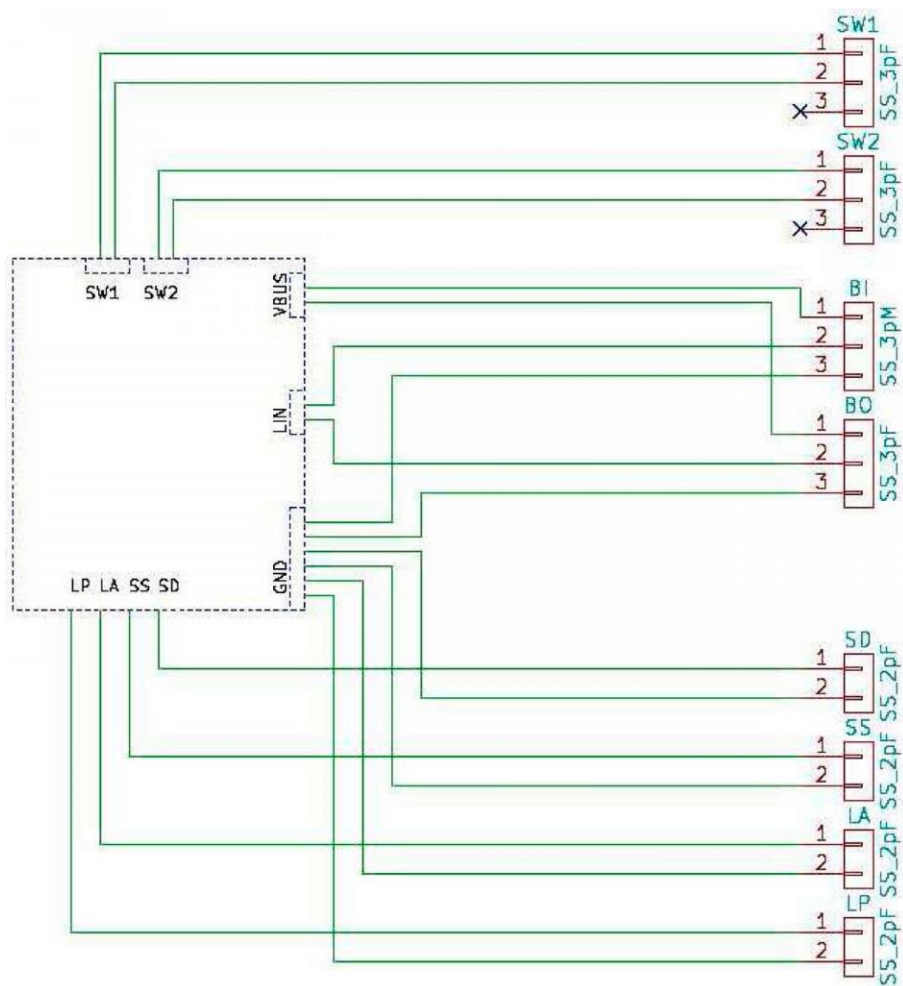 SW1
1
2
3
SS_3pF
SW2
1
2
3
SS_3pF
SW1 SW2
VBUS
BI
1
2
3
SS_3pM
LIN
BO
1
2
3
SS_3pF
GND
LP LA SS SD
SD
1
2
SS_2pF
SS
1
2
SS_2pF
LA
1
2
SS_2pF
LP
1
2
SS_2pF